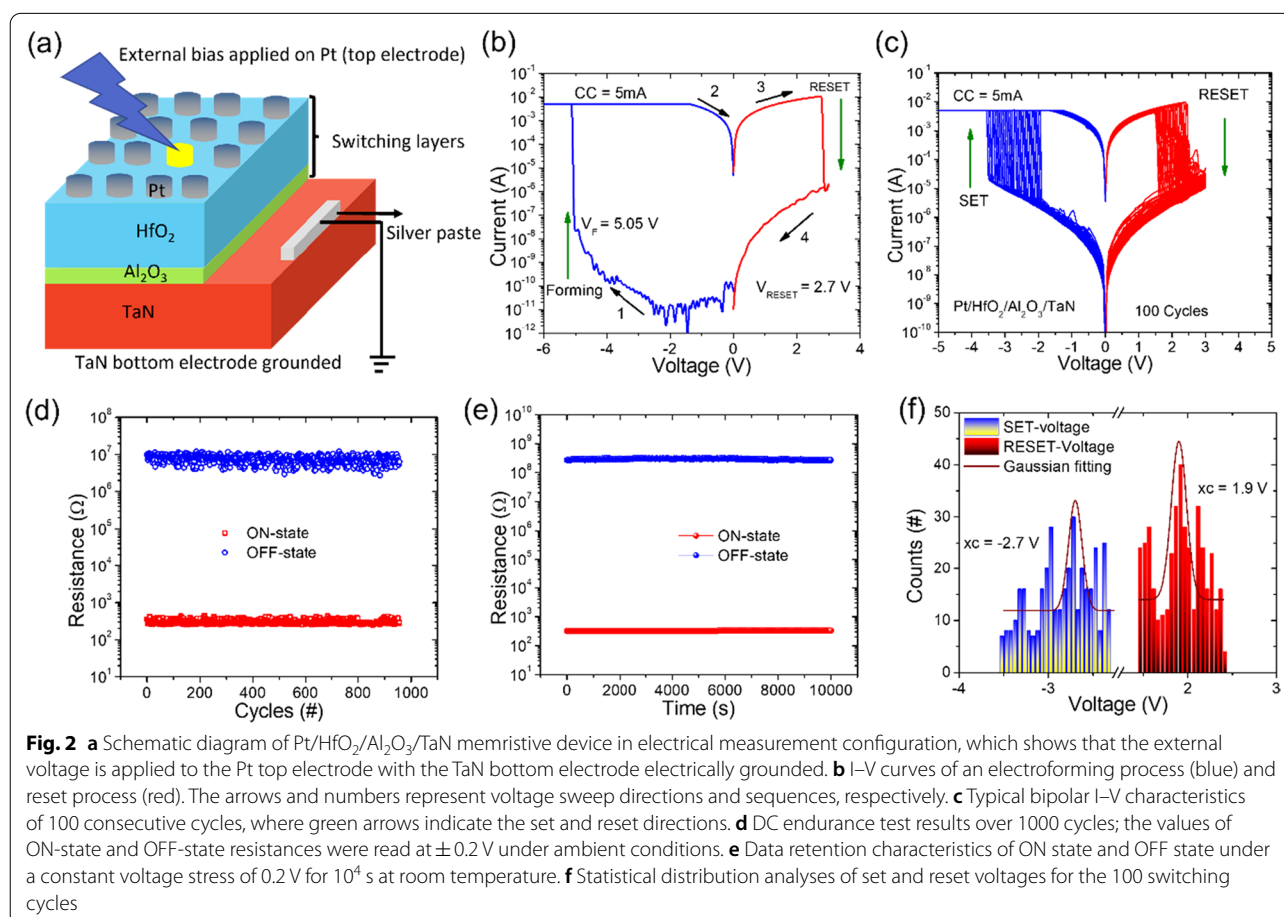 (a)
External bias applied on Pt (top electrode)
Switching layers
Pt
HfO₂
Silver paste
Al₂O₃
TaN
TaN bottom electrode grounded
(b)
10⁻¹
10⁻²
10⁻³
10⁻⁴
10⁻⁵
10⁻⁶
10⁻⁷
10⁻⁸
10⁻⁹
10⁻¹⁰
10⁻¹¹
10⁻¹²
Current (A)
CC = 5mA
2
3
RESET
V_F = 5.05 V
4
Forming
1
V_RESET = 2.7 V
-6 -4 -2 0 2 4
Voltage (V)
(c)
10⁻¹
10⁻²
10⁻³
10⁻⁴
10⁻⁵
10⁻⁶
10⁻⁷
10⁻⁸
10⁻⁹
10⁻¹⁰
Current (A)
CC = 5mA
RESET
SET
Pt/HfO₂/Al₂O₃/TaN
100 Cycles
-5 -4 -3 -2 -1 0 1 2 3 4 5
Voltage (V)
(d)
10⁸
10⁷
10⁶
10⁵
10⁴
10³
10²
10¹
Resistance (Ω)
ON-state
OFF-state
0 200 400 600 800 1000
Cycles (#)
(e)
10¹⁰
10⁹
10⁸
10⁷
10⁶
10⁵
10⁴
10³
10²
10¹
Resistance (Ω)
ON-state
OFF-state
0 2000 4000 6000 8000 10000
Time (s)
(f)
50
40
30
20
10
0
Counts (#)
SET-voltage
RESET-Voltage
Gaussian fitting
xc = 1.9 V
xc = -2.7 V
-4 -3 2 3
Voltage (V)
Fig. 2 a Schematic diagram of Pt/HfO₂/Al₂O₃/TaN memristive device in electrical measurement configuration, which shows that the external
voltage is applied to the Pt top electrode with the TaN bottom electrode electrically grounded. b I–V curves of an electroforming process (blue) and
reset process (red). The arrows and numbers represent voltage sweep directions and sequences, respectively. c Typical bipolar I–V characteristics
of 100 consecutive cycles, where green arrows indicate the set and reset directions. d DC endurance test results over 1000 cycles; the values of
ON-state and OFF-state resistances were read at ± 0.2 V under ambient conditions. e Data retention characteristics of ON state and OFF state under
a constant voltage stress of 0.2 V for 10⁴ s at room temperature. f Statistical distribution analyses of set and reset voltages for the 100 switching
cycles